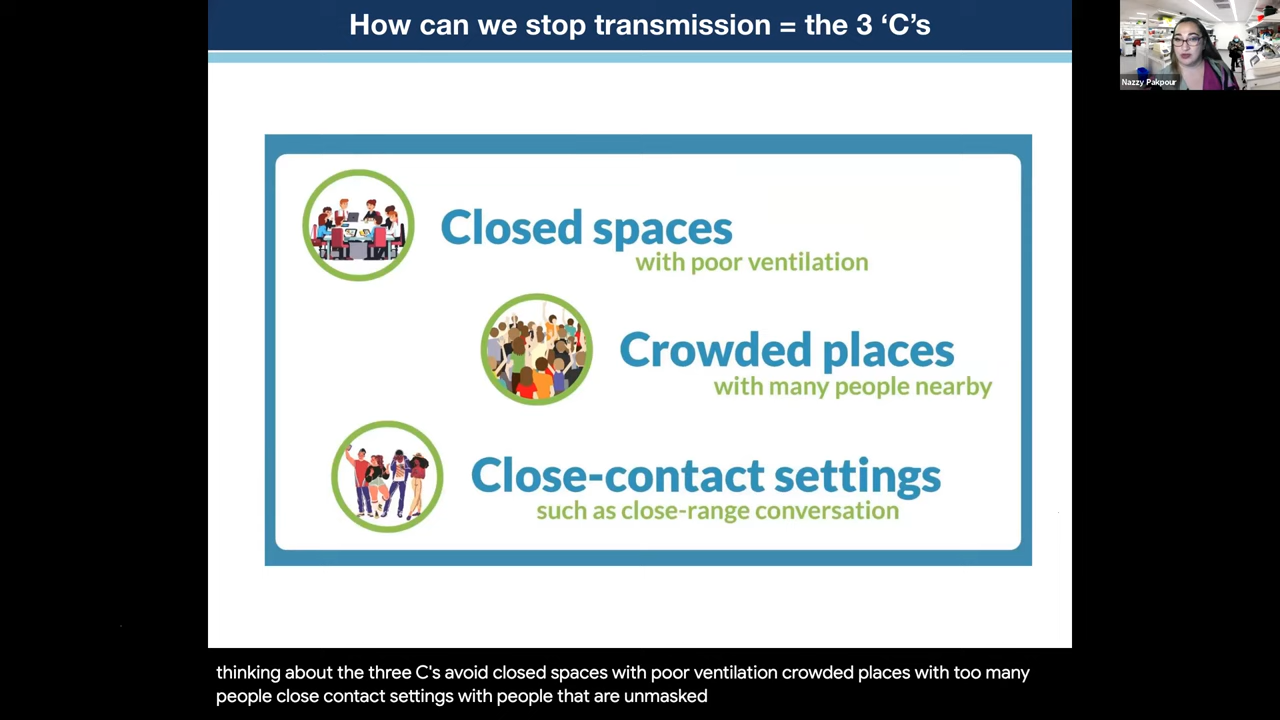 How can we stop transmission = the 3 ‘C’s
Nazzy Pakpour
Closed spaces
with poor ventilation
Crowded places
with many people nearby
Close-contact settings
such as close-range conversation
thinking about the three C's avoid closed spaces with poor ventilation crowded places with too many
people close contact settings with people that are unmasked